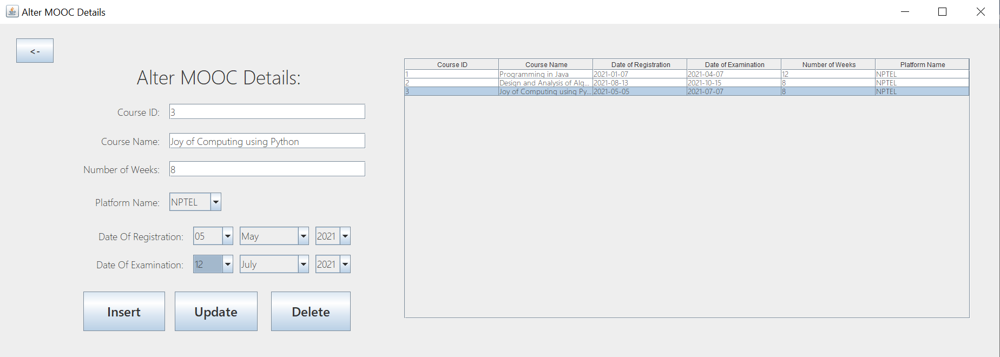 Alter MOOC Details
<-
Alter MOOC Details:
Course ID: 3
Course Name: Joy of Computing using Python
Number of Weeks: 8
Platform Name: NPTEL
Date Of Registration: 05 May 2021
Date Of Examination: 12 July 2021
Insert Update Delete
Course ID Course Name Date of Registration Date of Examination Number of Weeks Platform Name
1 Programming in Java 2021-01-07 2021-04-07 12 NPTEL
2 Design and Analysis of Alg... 2021-08-13 2021-10-15 8 NPTEL
3 Joy of Computing using Py... 2021-05-05 2021-07-07 8 NPTEL